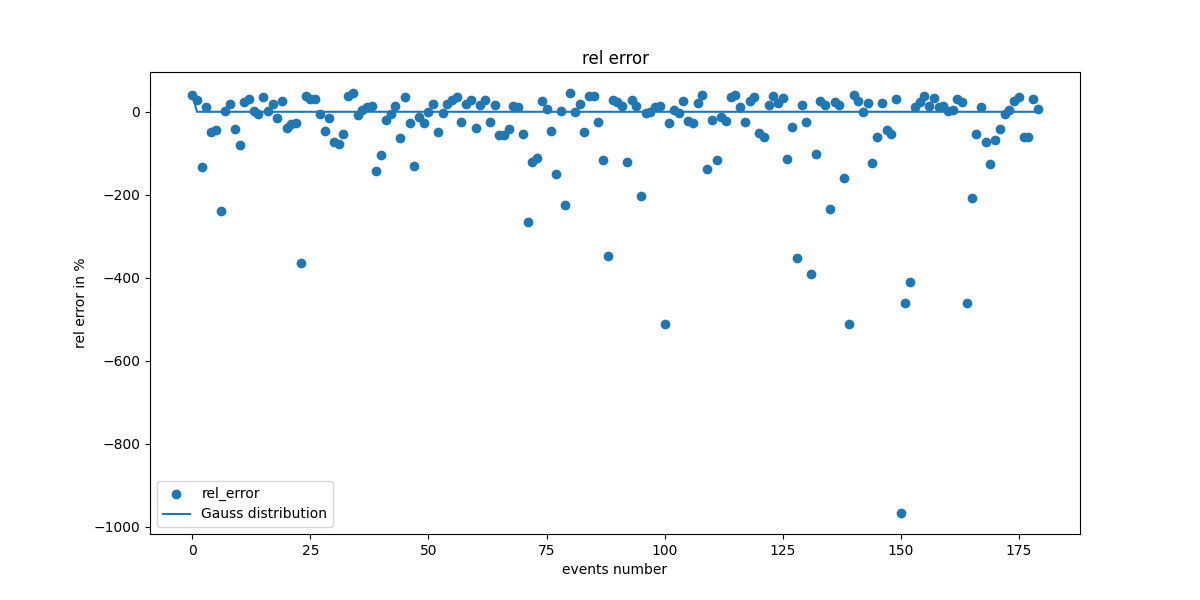 rel error
rel error in %
0
−200
−400
−600
−800
−1000
rel_error
Gauss distribution
0
25
50
75
100
125
150
175
events number